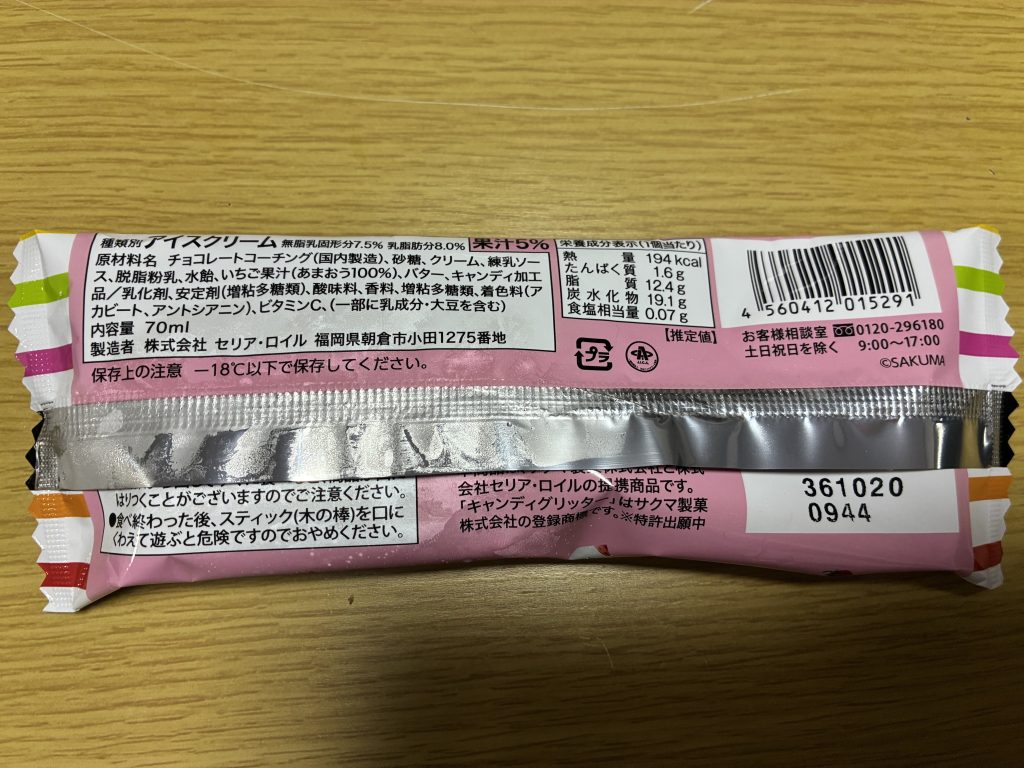 種類別 アイスクリーム 無脂乳固形分7.5% 乳脂肪分8.0% 果汁5%
原材料名 チョコレートコーチング(国内製造)、砂糖、クリーム、練乳ソー
ス、脱脂粉乳、水飴、いちご果汁(あまおう100%)、バター、キャンディ加工
品/乳化剤、安定剤(増粘多糖類)、酸味料、香料、増粘多糖類、着色料(ア
カビート、アントシアニン)、ビタミンC、(一部に乳成分・大豆を含む)
内容量 70ml
製造者 株式会社 セリア・ロイル 福岡県朝倉市小田1275番地
保存上の注意 －18℃以下で保存してください。
栄養成分表示(1個当たり)
熱量 194 kcal
たんぱく質 1.6 g
脂質 12.4 g
炭水化物 19.1 g
食塩相当量 0.07 g
【推定値】
プラ
4 560412 015291
お客様相談室 0120-296180
土日祝日を除く 9:00〜17:00
©SAKUMA
はりつくことがございますのでご注意ください。
●食べ終わった後、スティック(木の棒)を口に
くわえて遊ぶと危険ですのでおやめください。
会社セリア・ロイルの提携商品です。
「キャンディグリッター」はサクマ製菓
株式会社の登録商標です。※特許出願中
361020
0944